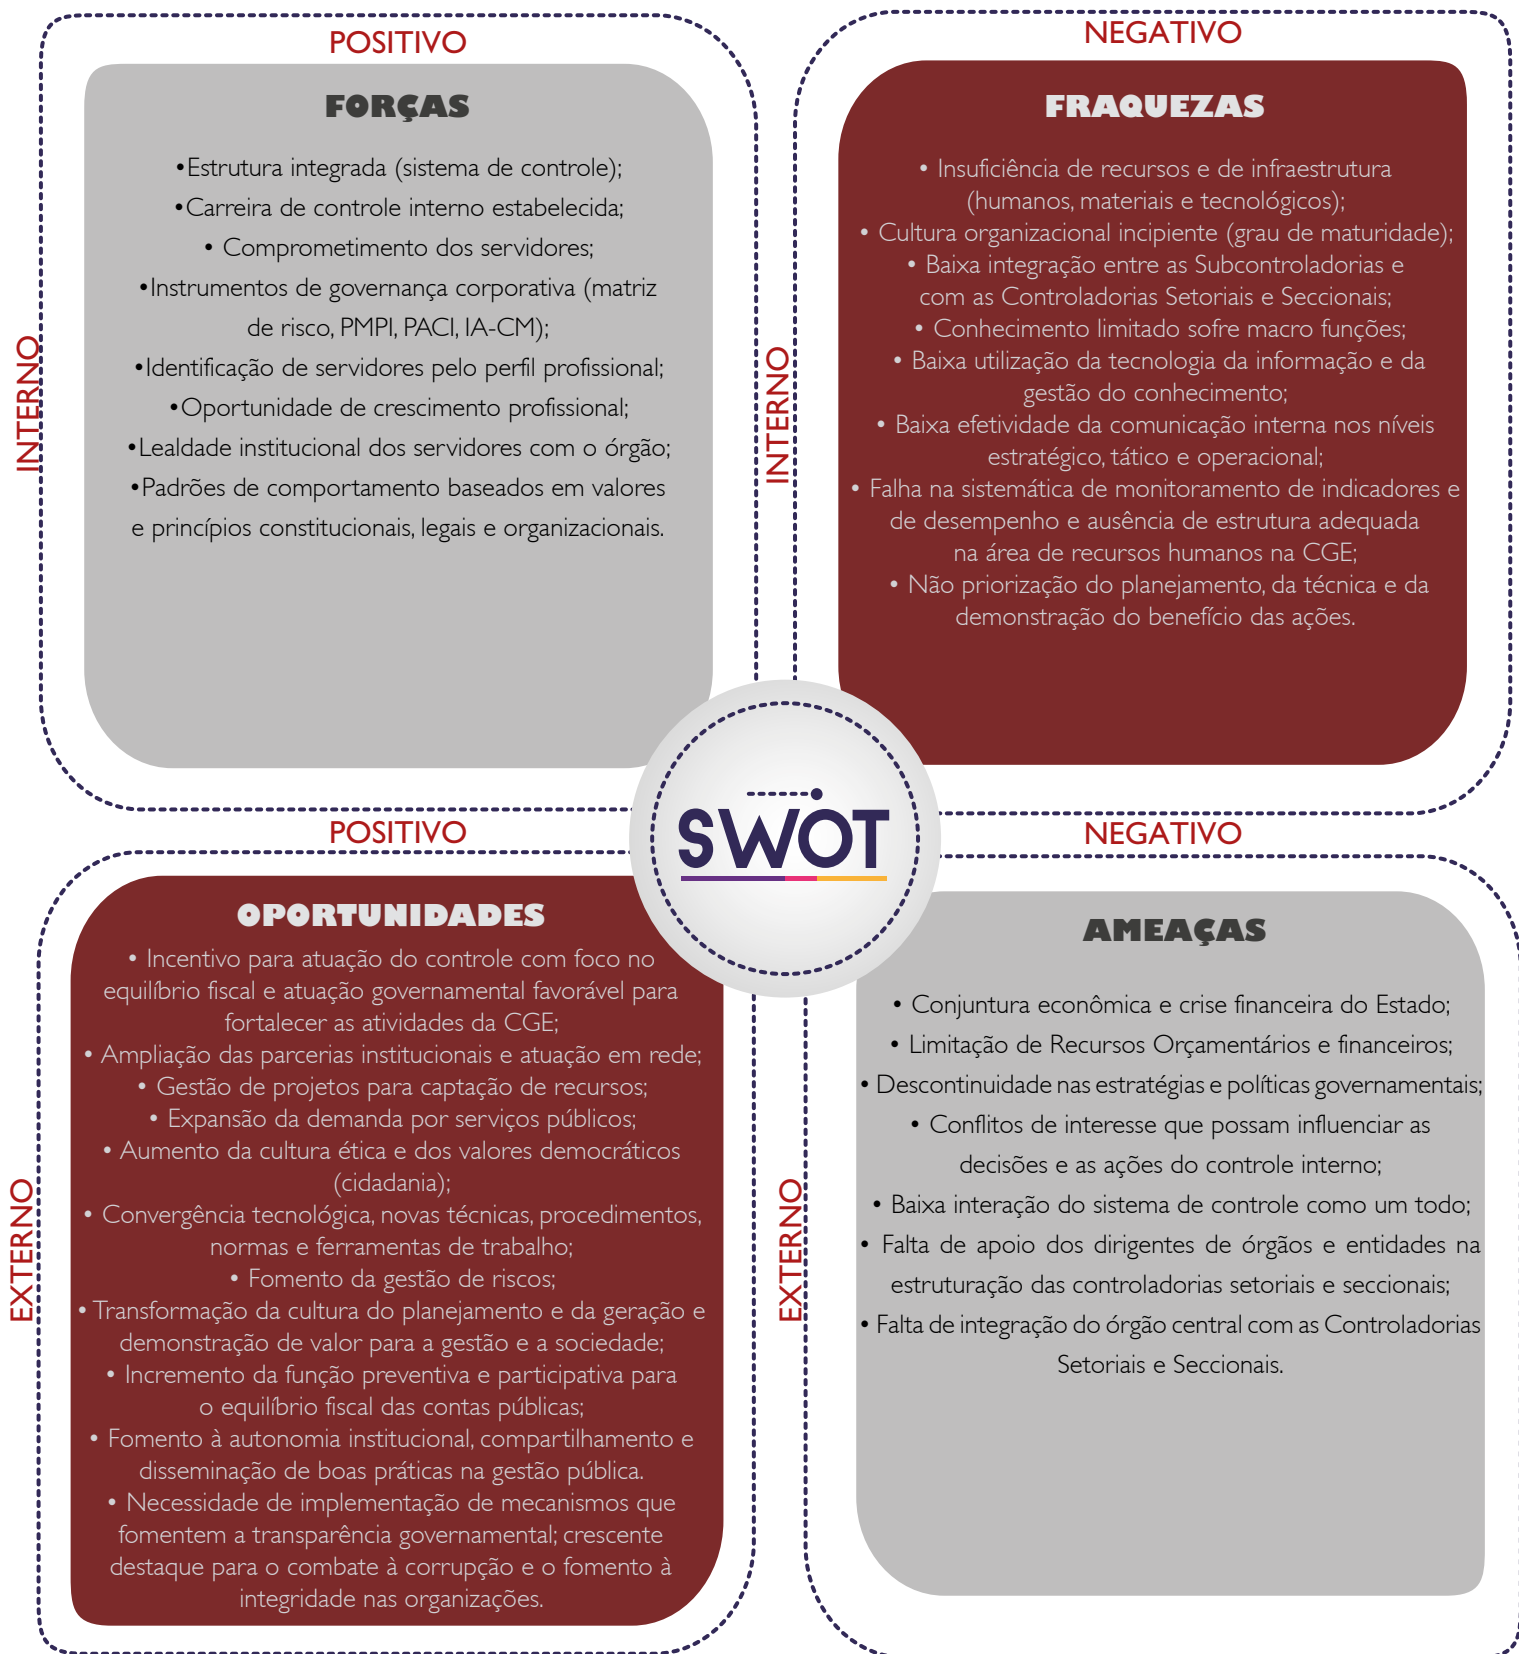 POSITIVO
FORÇAS
•Estrutura integrada (sistema de controle);
•Carreira de controle interno estabelecida;
• Comprometimento dos servidores;
•Instrumentos de governança corporativa (matriz
de risco, PMPI, PACI, IA-CM);
•Identificação de servidores pelo perfil profissional;
•Oportunidade de crescimento profissional;
•Lealdade institucional dos servidores com o órgão;
•Padrões de comportamento baseados em valores
e princípios constitucionais, legais e organizacionais.
INTERNO
NEGATIVO
FRAQUEZAS
• Insuficiência de recursos e de infraestrutura
(humanos, materiais e tecnológicos);
• Cultura organizacional incipiente (grau de maturidade);
• Baixa integração entre as Subcontroladorias e
com as Controladorias Setoriais e Seccionais;
• Conhecimento limitado sofre macro funções;
• Baixa utilização da tecnologia da informação e da
gestão do conhecimento;
• Baixa efetividade da comunicação interna nos níveis
estratégico, tático e operacional;
• Falha na sistemática de monitoramento de indicadores e
de desempenho e ausência de estrutura adequada
na área de recursos humanos na CGE;
• Não priorização do planejamento, da técnica e da
demonstração do benefício das ações.
INTERNO
SWOT
POSITIVO
OPORTUNIDADES
• Incentivo para atuação do controle com foco no
equilíbrio fiscal e atuação governamental favorável para
fortalecer as atividades da CGE;
• Ampliação das parcerias institucionais e atuação em rede;
• Gestão de projetos para captação de recursos;
• Expansão da demanda por serviços públicos;
• Aumento da cultura ética e dos valores democráticos
(cidadania);
• Convergência tecnológica, novas técnicas, procedimentos,
normas e ferramentas de trabalho;
• Fomento da gestão de riscos;
• Transformação da cultura do planejamento e da geração e
demonstração de valor para a gestão e a sociedade;
• Incremento da função preventiva e participativa para
o equilíbrio fiscal das contas públicas;
• Fomento à autonomia institucional, compartilhamento e
disseminação de boas práticas na gestão pública.
• Necessidade de implementação de mecanismos que
fomentem a transparência governamental; crescente
destaque para o combate à corrupção e o fomento à
integridade nas organizações.
EXTERNO
NEGATIVO
AMEAÇAS
• Conjuntura econômica e crise financeira do Estado;
• Limitação de Recursos Orçamentários e financeiros;
• Descontinuidade nas estratégias e políticas governamentais;
• Conflitos de interesse que possam influenciar as
decisões e as ações do controle interno;
• Baixa interação do sistema de controle como um todo;
• Falta de apoio dos dirigentes de órgãos e entidades na
estruturação das controladorias setoriais e seccionais;
• Falta de integração do órgão central com as Controladorias
Setoriais e Seccionais.
EXTERNO